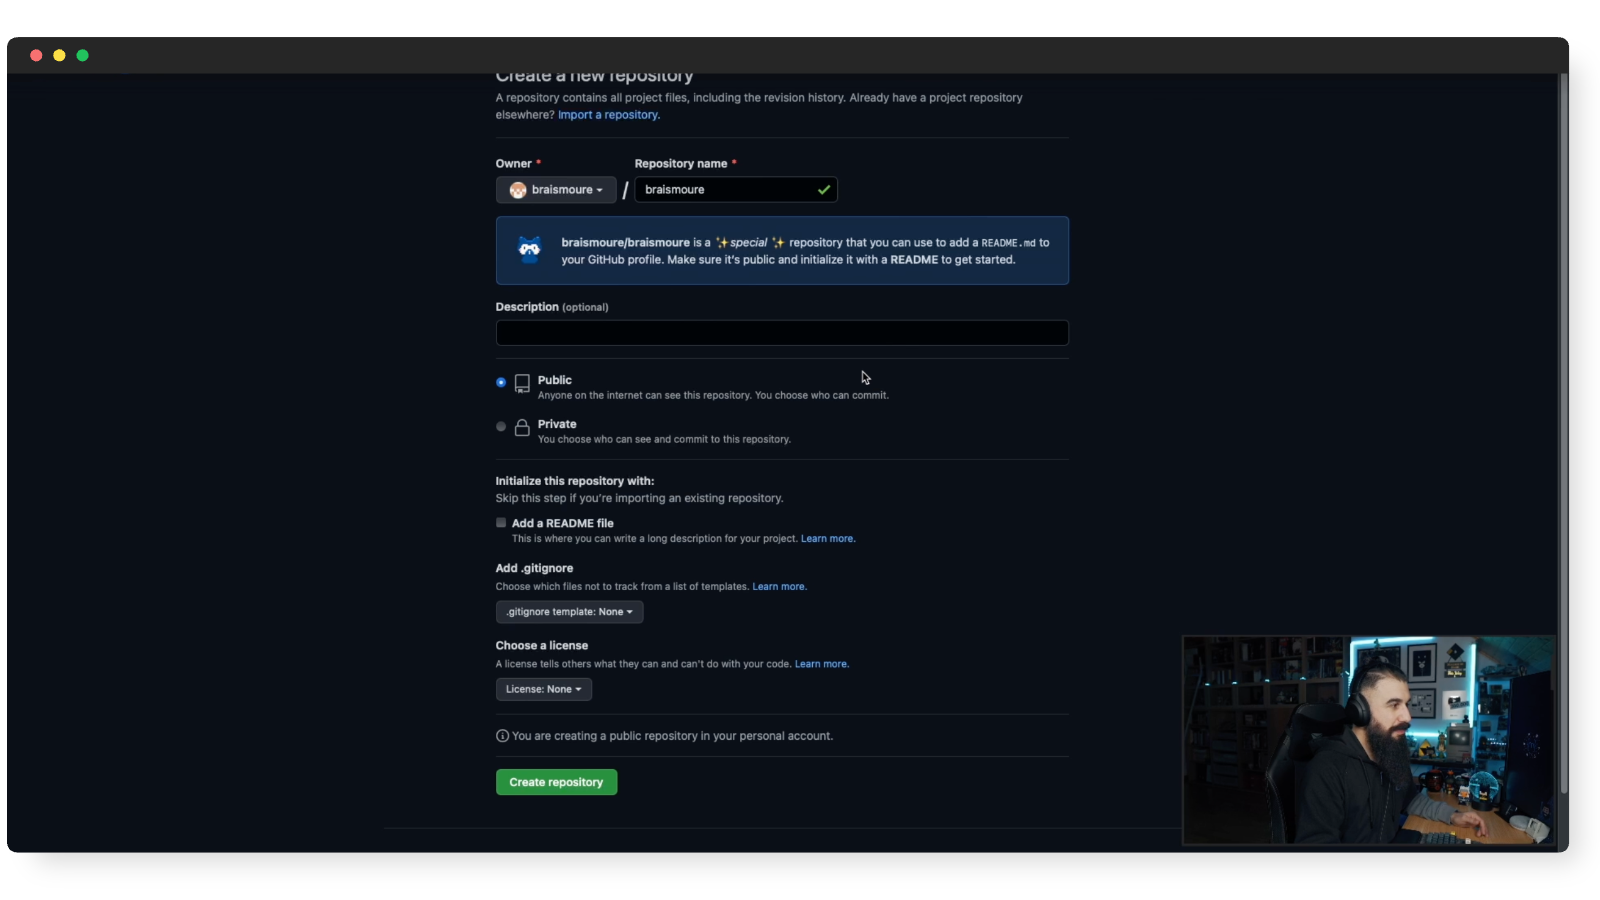 Create a new repository
A repository contains all project files, including the revision history. Already have a project repository
elsewhere? Import a repository.
Owner * Repository name *
braismoure / braismoure
braismoure/braismoure is a ✨special ✨ repository that you can use to add a README.md to
your GitHub profile. Make sure it's public and initialize it with a README to get started.
Description (optional)
Public
Anyone on the internet can see this repository. You choose who can commit.
Private
You choose who can see and commit to this repository.
Initialize this repository with:
Skip this step if you're importing an existing repository.
Add a README file
This is where you can write a long description for your project. Learn more.
Add .gitignore
Choose which files not to track from a list of templates. Learn more.
.gitignore template: None
Choose a license
A license tells others what they can and can't do with your code. Learn more.
License: None
You are creating a public repository in your personal account.
Create repository